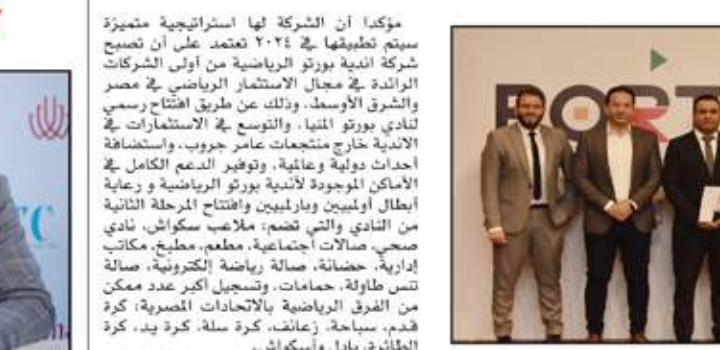 مؤكدا أن الشركة لها استراتيجية متميزة
سيتم تطبيقها في ٢٠٢٤ تعتمد على أن تصبح
شركة اندية بورتو الرياضية من أولى الشركات
الرائدة في مجال الاستثمار الرياضي في مصر
والشرق الأوسط، وذلك عن طريق افتتاح رسمي
لنادي بورتو المنيا، والتوسع في الاستثمارات في
الأندية خارج منتجعات عامر جروب، واستضافة
أحداث دولية وعالمية، وتوفير الدعم الكامل في
الأماكن الموجودة لأندية بورتو الرياضية و رعاية
أبطال أولمبيين وبارلمبيين وافتتاح المرحلة الثانية
من النادي والتي تضم: ملاعب سكواش، نادي
صحي، صالات اجتماعية، مطعم، مطبخ، مكاتب
إدارية، حضانة، صالة رياضة إلكترونية، صالة
تنس طاولة، حمامات، وتسجيل أكبر عدد ممكن
من الفرق الرياضية بالاتحادات المصرية: كرة
قدم، سباحة، زعانف، كرة سلة، كرة يد، كرة
الطائرة، بادل وأسكواش.
PORT